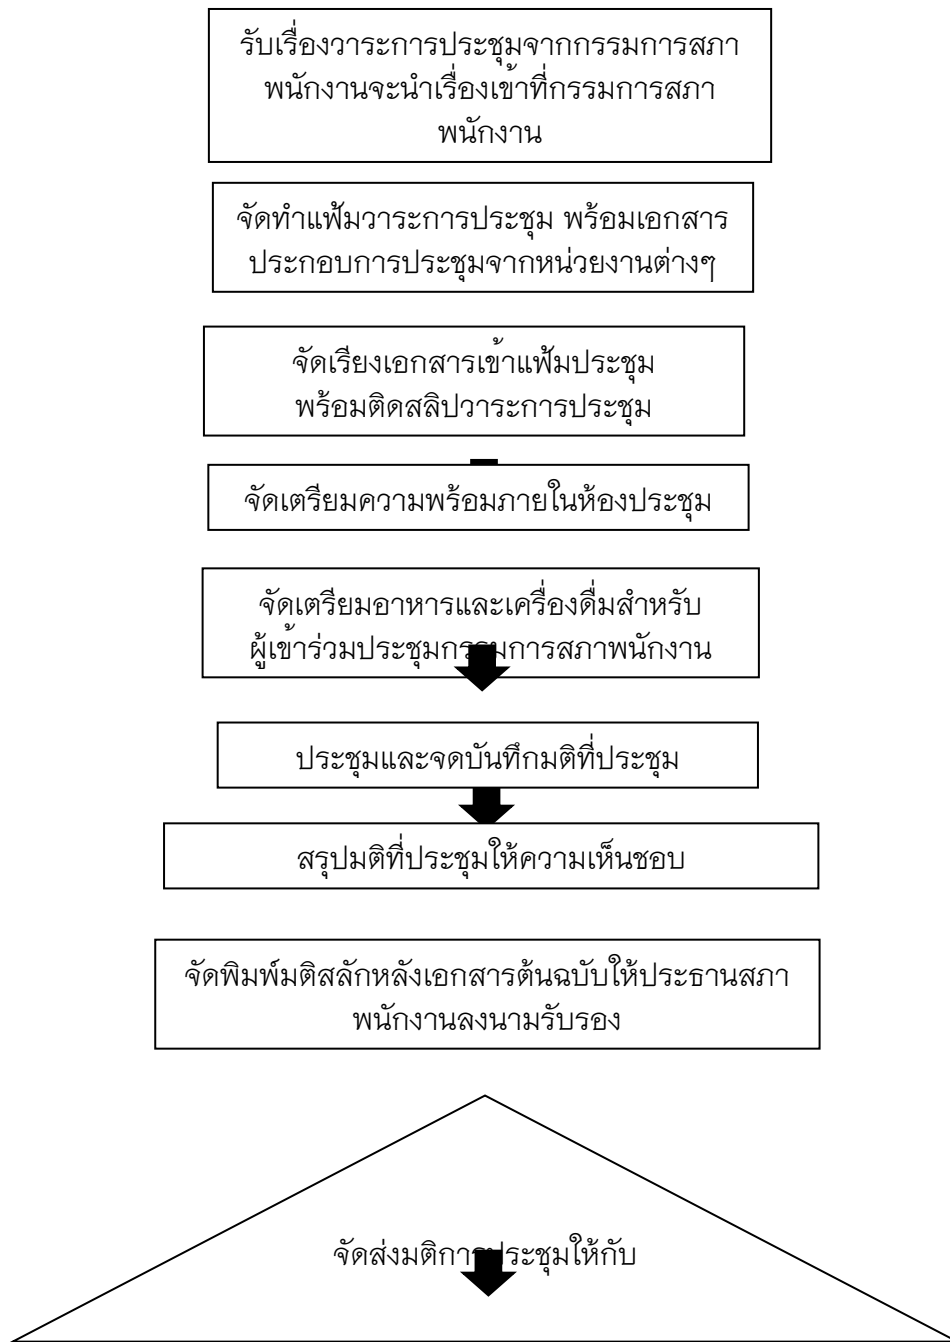 รับเรื่องวาระการประชุมจากกรรมการสภา
พนักงานจะนำเรื่องเข้าที่กรรมการสภา
พนักงาน
จัดทำแฟ้มวาระการประชุม พร้อมเอกสาร
ประกอบการประชุมจากหน่วยงานต่างๆ
จัดเรียงเอกสารเข้าแฟ้มประชุม
พร้อมติดสลิปวาระการประชุม
จัดเตรียมความพร้อมภายในห้องประชุม
จัดเตรียมอาหารและเครื่องดื่มสำหรับ
ผู้เข้าร่วมประชุมกรรมการสภาพนักงาน
ประชุมและจดบันทึกมติที่ประชุม
สรุปมติที่ประชุมให้ความเห็นชอบ
จัดพิมพ์มติสลักหลังเอกสารต้นฉบับให้ประธานสภา
พนักงานลงนามรับรอง
จัดส่งมติการประชุมให้กับ